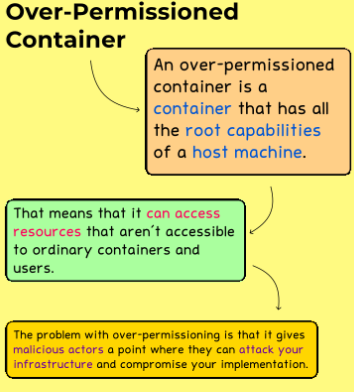 Over-Permissioned
Container
An over-permissioned
container is a
container that has all
the root capabilities
of a host machine.
That means that it can access
resources that aren´t accessible
to ordinary containers and
users.
The problem with over-permissioning is that it gives
malicious actors a point where they can attack your
infrastructure and compromise your implementation.